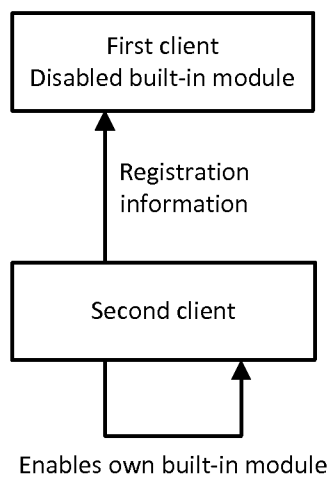 First client
Disabled built-in module
Registration
information
Second client
Enables own built-in module